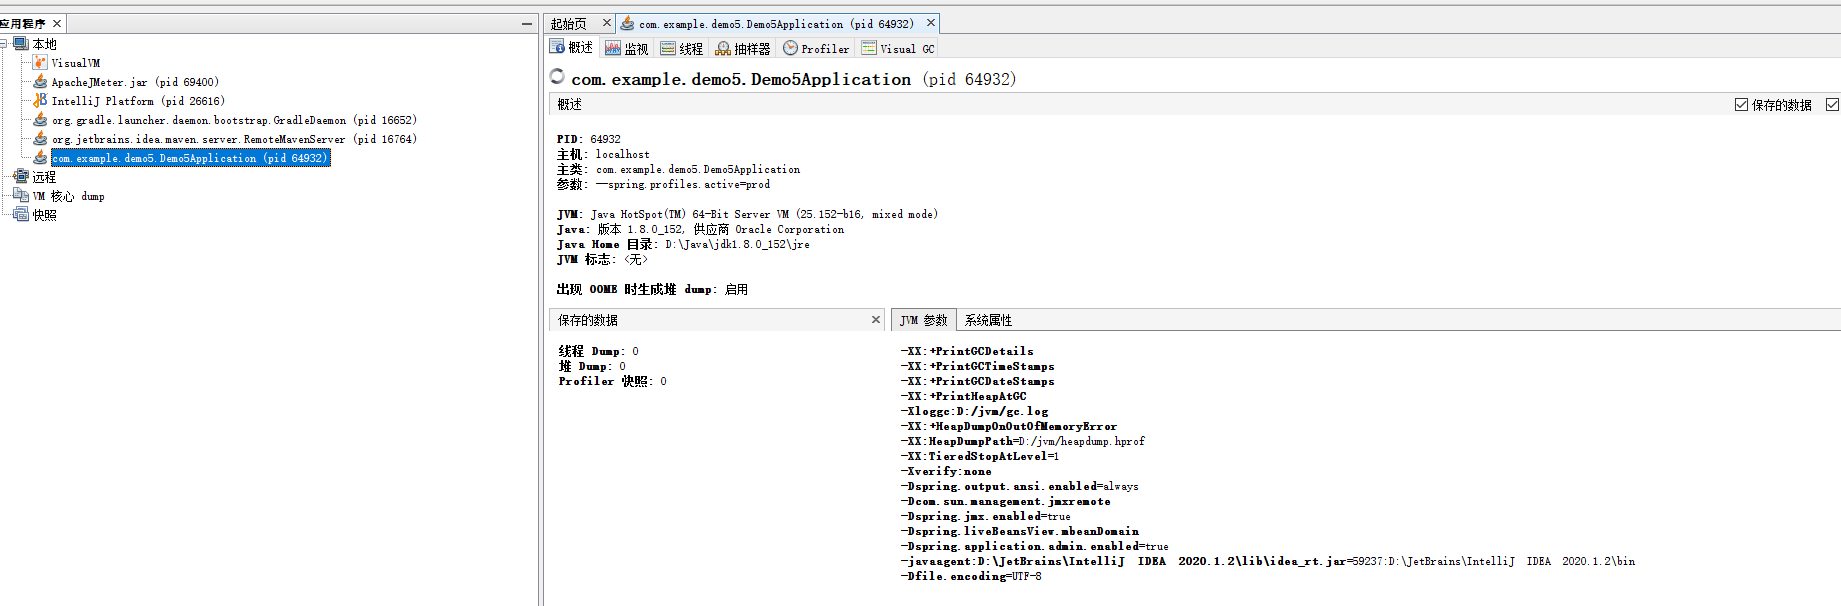 应用程序 ×
本地
VisualVM
ApacheJMeter.jar (pid 69400)
IntelliJ Platform (pid 26616)
org.gradle.launcher.daemon.bootstrap.GradleDaemon (pid 16652)
org.jetbrains.idea.maven.server.RemoteMavenServer (pid 16764)
com.example.demo5.Demo5Application (pid 64932)
远程
VM 核心 dump
快照
起始页 × com.example.demo5.Demo5Application (pid 64932) ×
概述 监视 线程 抽样器 Profiler Visual GC
com.example.demo5.Demo5Application (pid 64932)
概述 保存的数据
PID: 64932
主机: localhost
主类: com.example.demo5.Demo5Application
参数: --spring.profiles.active=prod
JVM: Java HotSpot(TM) 64-Bit Server VM (25.152-b16, mixed mode)
Java: 版本 1.8.0_152, 供应商 Oracle Corporation
Java Home 目录: D:\Java\jdk1.8.0_152\jre
JVM 标志: <无>
出现 OOME 时生成堆 dump: 启用
保存的数据 ×
线程 Dump: 0
堆 Dump: 0
Profiler 快照: 0
JVM 参数 系统属性
-XX:+PrintGCDetails
-XX:+PrintGCTimeStamps
-XX:+PrintGCDateStamps
-XX:+PrintHeapAtGC
-Xloggc:D:/jvm/gc.log
-XX:+HeapDumpOnOutOfMemoryError
-XX:HeapDumpPath=D:/jvm/heapdump.hprof
-XX:TieredStopAtLevel=1
-Xverify:none
-Dspring.output.ansi.enabled=always
-Dcom.sun.management.jmxremote
-Dspring.jmx.enabled=true
-Dspring.liveBeansView.mbeanDomain
-Dspring.application.admin.enabled=true
-javaagent:D:\JetBrains\IntelliJ IDEA 2020.1.2\lib\idea_rt.jar=59237:D:\JetBrains\IntelliJ IDEA 2020.1.2\bin
-Dfile.encoding=UTF-8